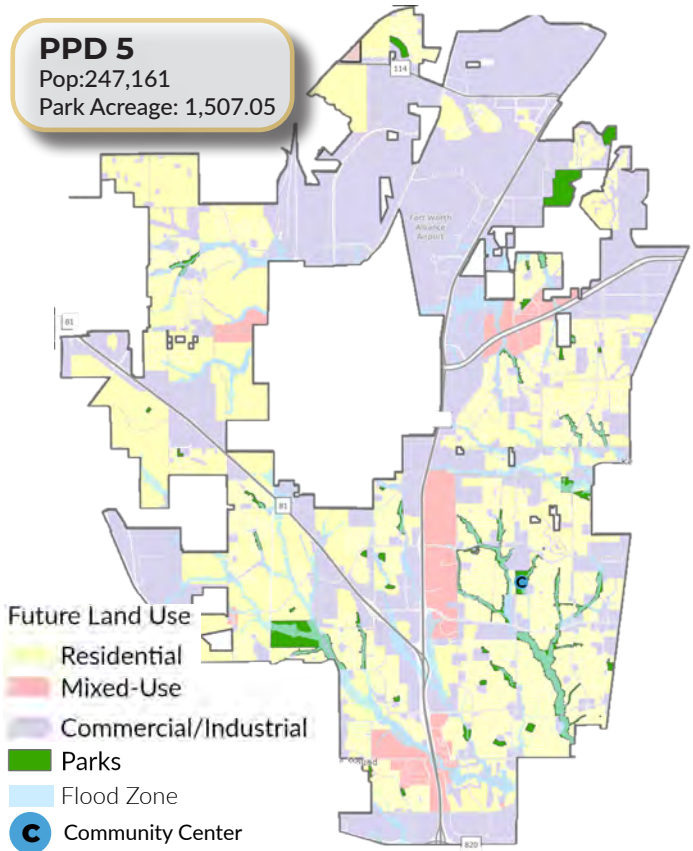 PPD 5
Pop:247,161
Park Acreage: 1,507.05
114
Fort Worth
Alliance
Airport
81
81
C
Future Land Use
Residential
Mixed-Use
Commercial/Industrial
Parks
Flood Zone
C Community Center
820